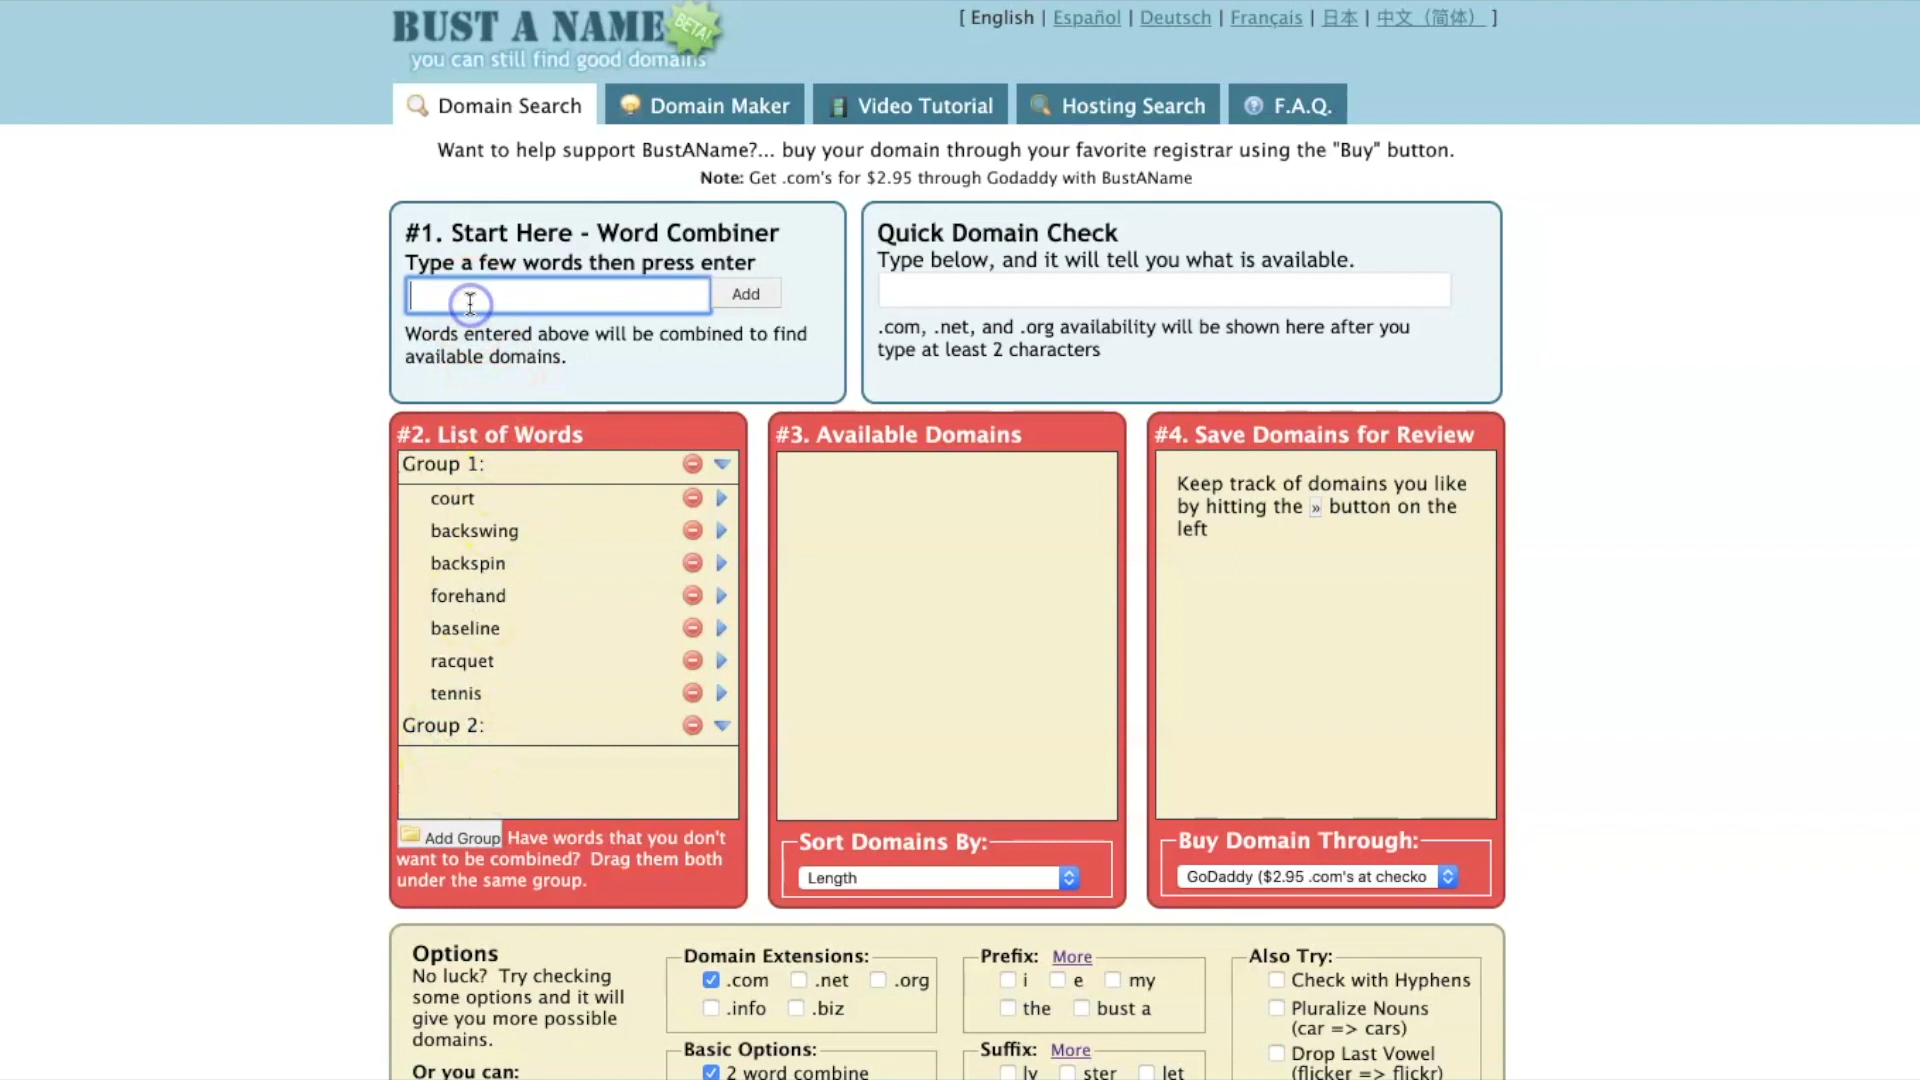 BUST A NAME
BETA!
you can still find good domains
[ English | Español | Deutsch | Français | 日本 | 中文（简体） ]
Domain Search
Domain Maker
Video Tutorial
Hosting Search
F.A.Q.
Want to help support BustAName?... buy your domain through your favorite registrar using the "Buy" button.
Note: Get .com's for $2.95 through Godaddy with BustAName
#1. Start Here - Word Combiner
Type a few words then press enter
Add
Words entered above will be combined to find
available domains.
Quick Domain Check
Type below, and it will tell you what is available.
.com, .net, and .org availability will be shown here after you
type at least 2 characters
#2. List of Words
Group 1:
court
backswing
backspin
forehand
baseline
racquet
tennis
Group 2:
Add Group Have words that you don't
want to be combined? Drag them both
under the same group.
#3. Available Domains
Sort Domains By:
Length
#4. Save Domains for Review
Keep track of domains you like
by hitting the » button on the
left
Buy Domain Through:
GoDaddy ($2.95 .com's at checko
Options
No luck? Try checking
some options and it will
give you more possible
domains.
Or you can:
Domain Extensions:
.com .net .org
.info .biz
Basic Options:
2 word combine
Prefix: More
i e my
the bust a
Suffix: More
ly ster let
Also Try:
Check with Hyphens
Pluralize Nouns
(car => cars)
Drop Last Vowel
(flicker => flickr)